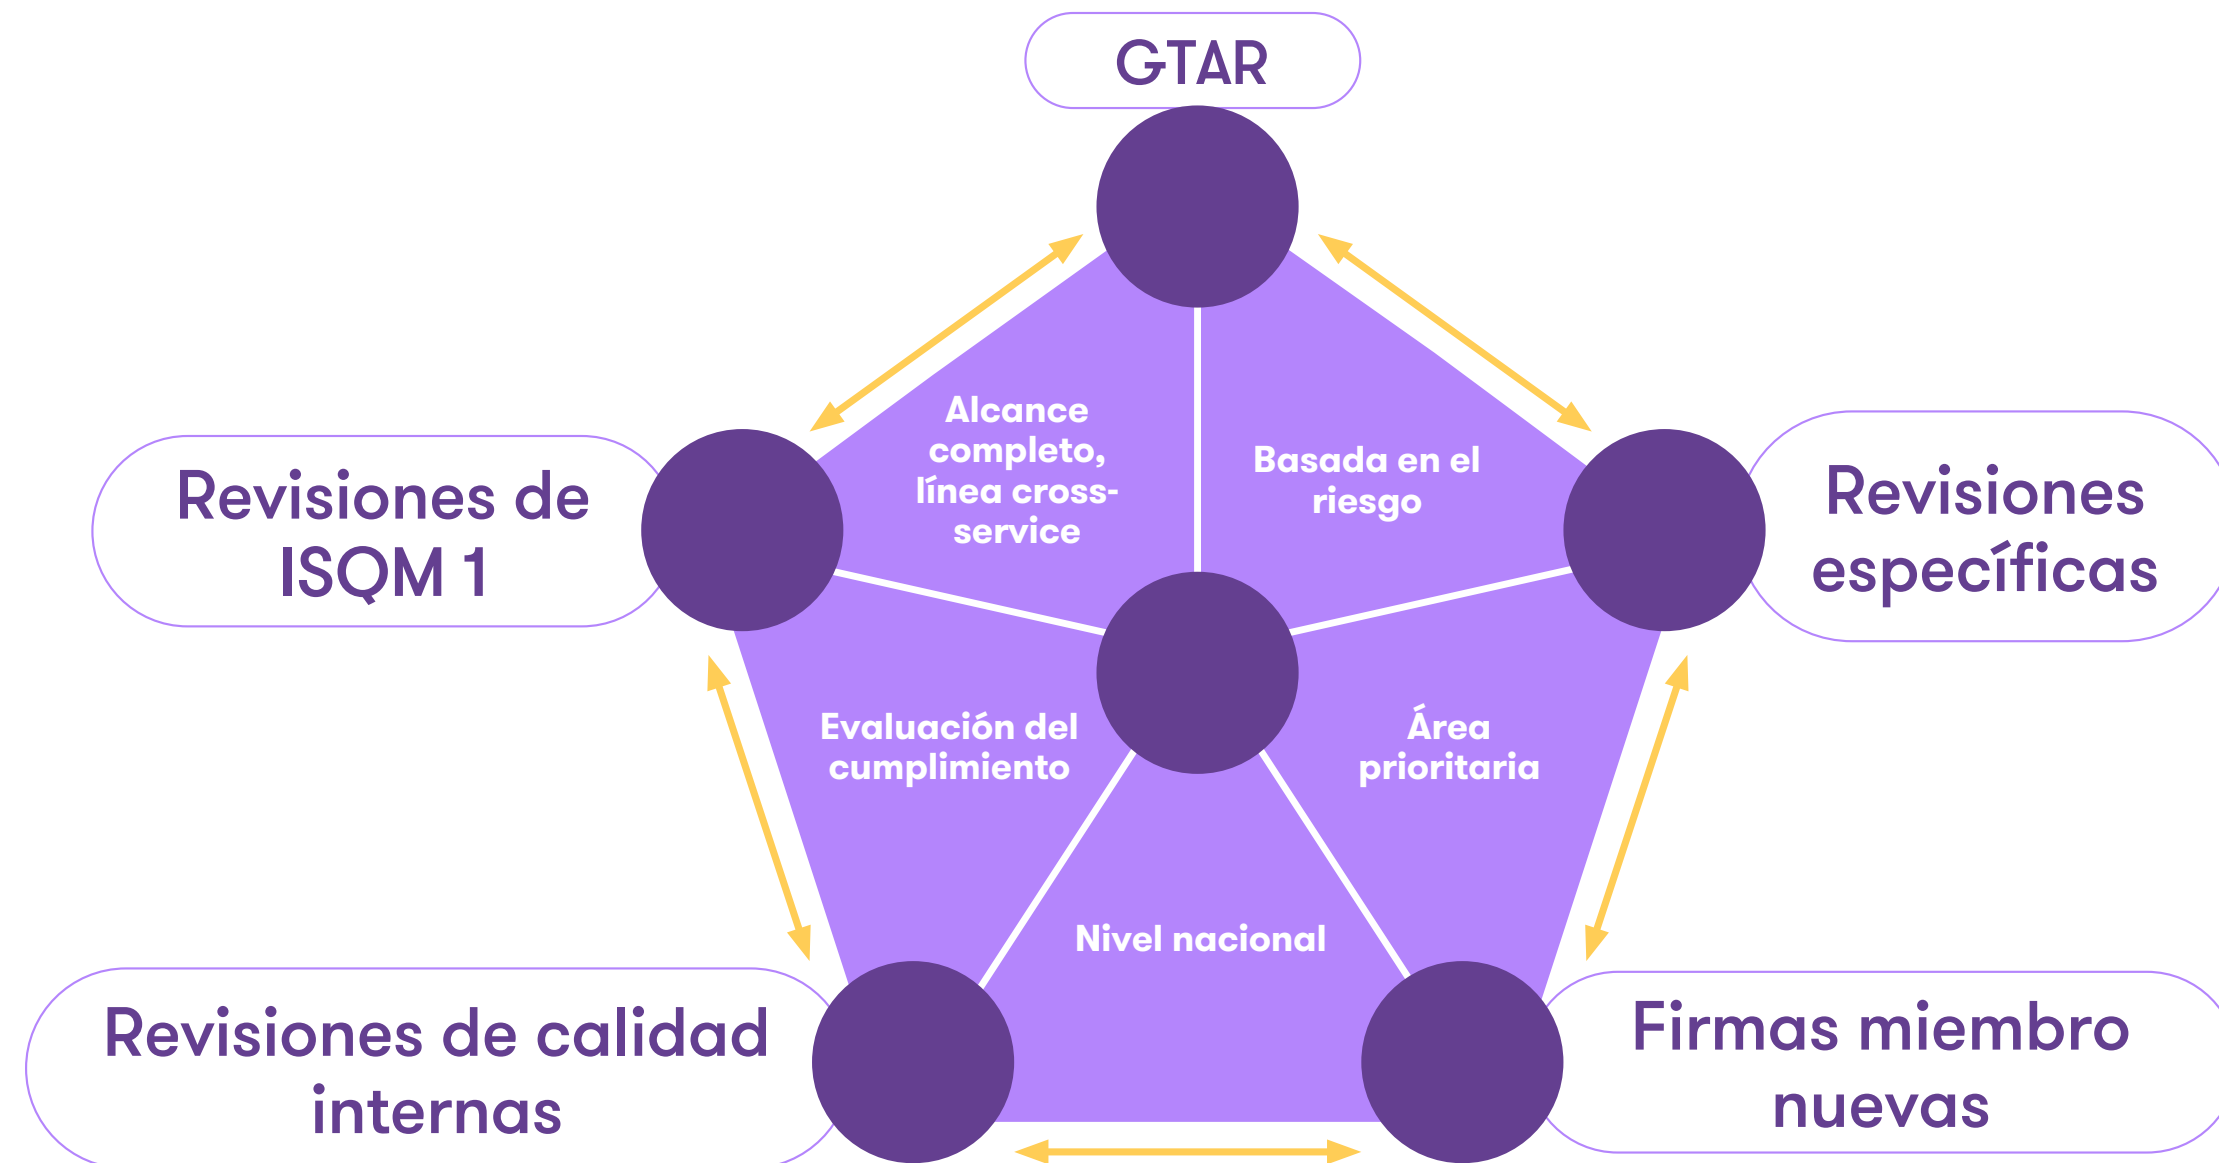 GTAR
Alcance
completo,
línea cross-
service
Basada en el
riesgo
Revisiones de
ISQM 1
Revisiones
específicas
Evaluación del
cumplimiento
Área
prioritaria
Nivel nacional
Revisiones de calidad
internas
Firmas miembro
nuevas